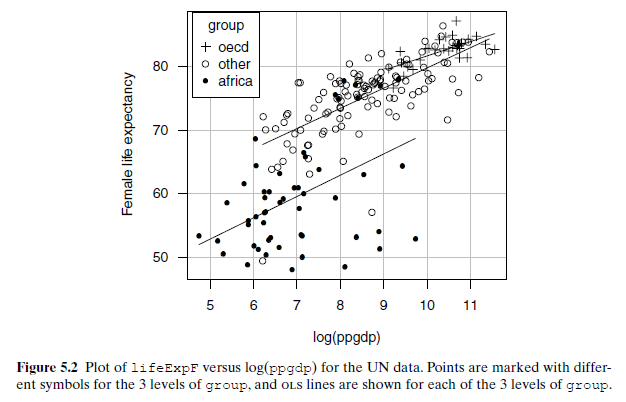 group
+ oecd
○ other
● africa
Female life expectancy
80
70
60
50
5 6 7 8 9 10 11
log(ppgdp)
Figure 5.2 Plot of lifeExpF versus log(ppgdp) for the UN data. Points are marked with differ-
ent symbols for the 3 levels of group, and OLS lines are shown for each of the 3 levels of group.